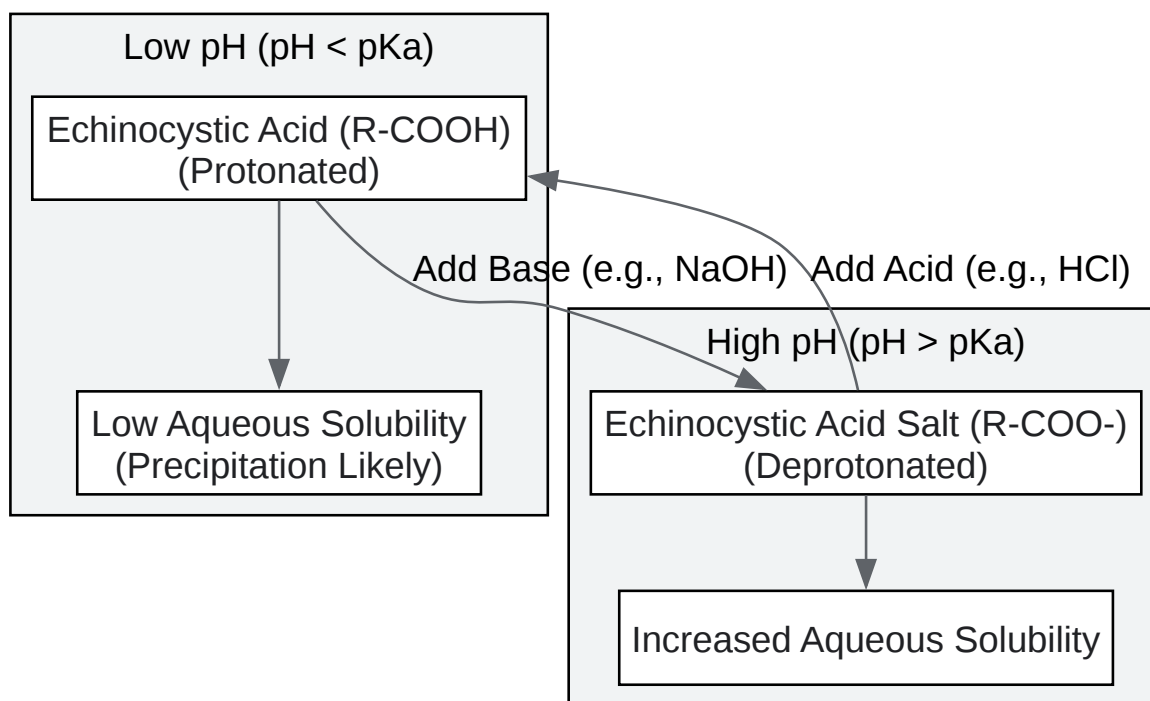 Low pH (pH < pKa)
Echinocystic Acid (R-COOH)
(Protonated)
Add Base (e.g., NaOH)
Add Acid (e.g., HCl)
High pH (pH > pKa)
Low Aqueous Solubility
(Precipitation Likely)
Echinocystic Acid Salt (R-COO-)
(Deprotonated)
Increased Aqueous Solubility